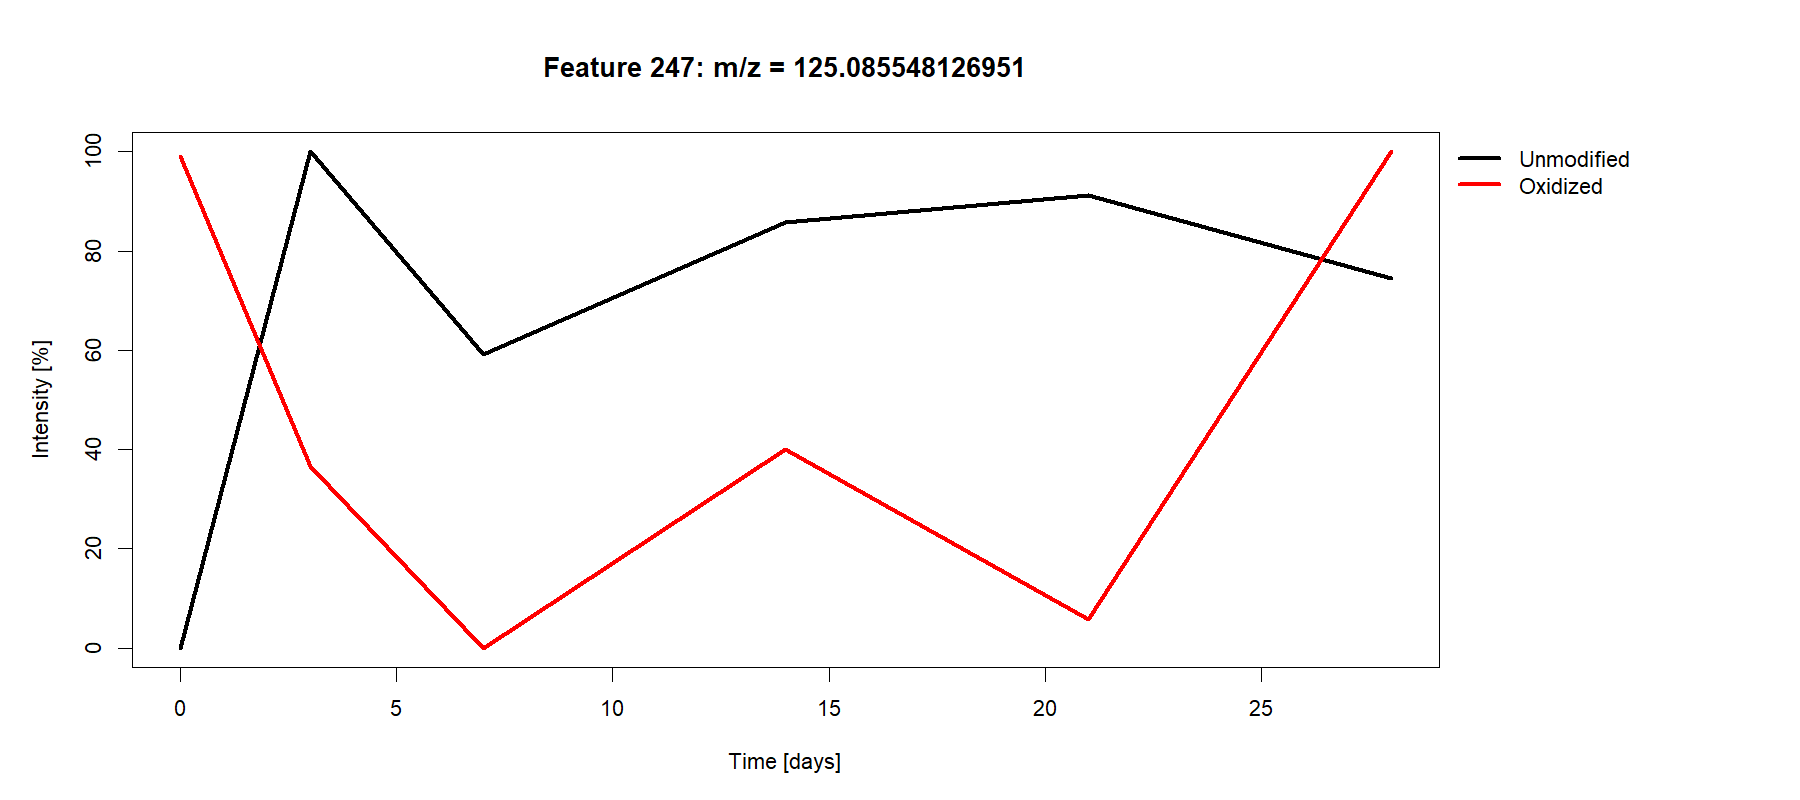 Feature 247: m/z = 125.085548126951
Unmodified
Oxidized
Intensity [%]
100
80
60
40
20
0
0 5 10 15 20 25
Time [days]